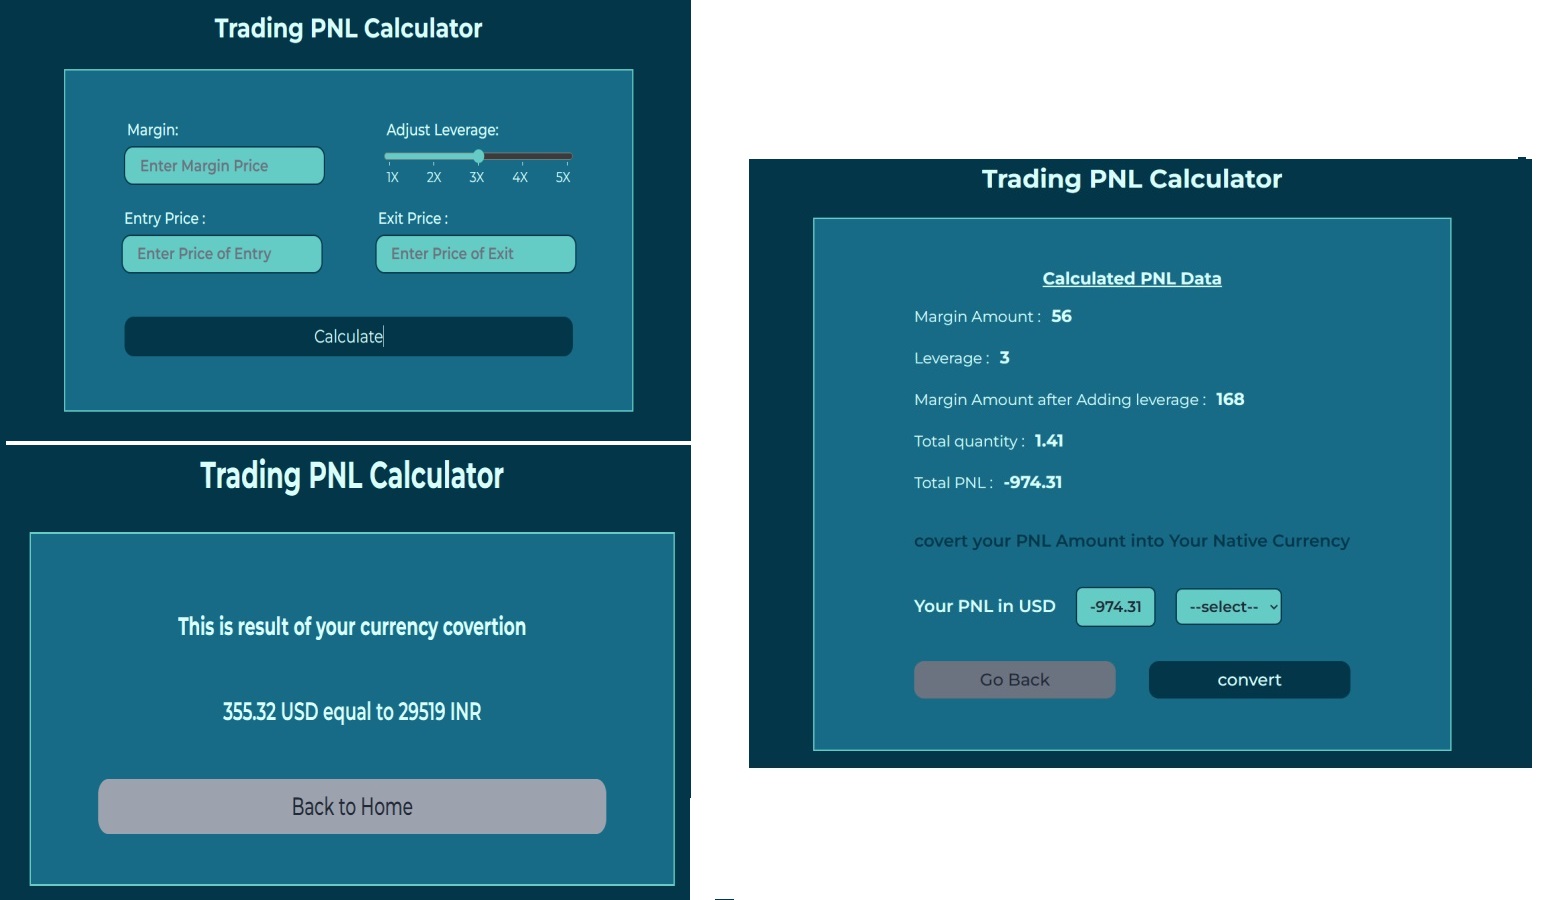 Trading PNL Calculator
Margin:
Adjust Leverage:
Enter Margin Price
1X 2X 3X 4X 5X
Entry Price :
Exit Price :
Enter Price of Entry
Enter Price of Exit
Calculate
Trading PNL Calculator
This is result of your currency covertion
355.32 USD equal to 29519 INR
Back to Home
Trading PNL Calculator
Calculated PNL Data
Margin Amount : 56
Leverage : 3
Margin Amount after Adding leverage : 168
Total quantity : 1.41
Total PNL : -974.31
covert your PNL Amount into Your Native Currency
Your PNL in USD -974.31 --select--
Go Back convert